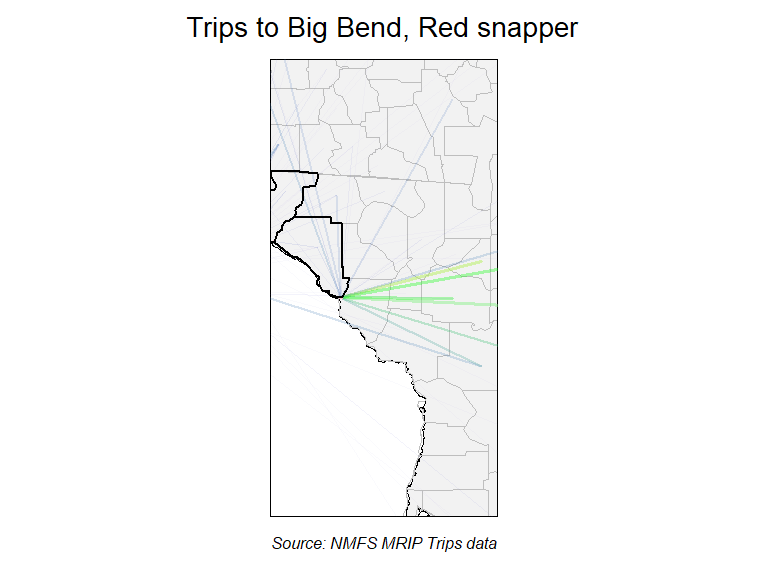 Trips to Big Bend, Red snapper
Source: NMFS MRIP Trips data